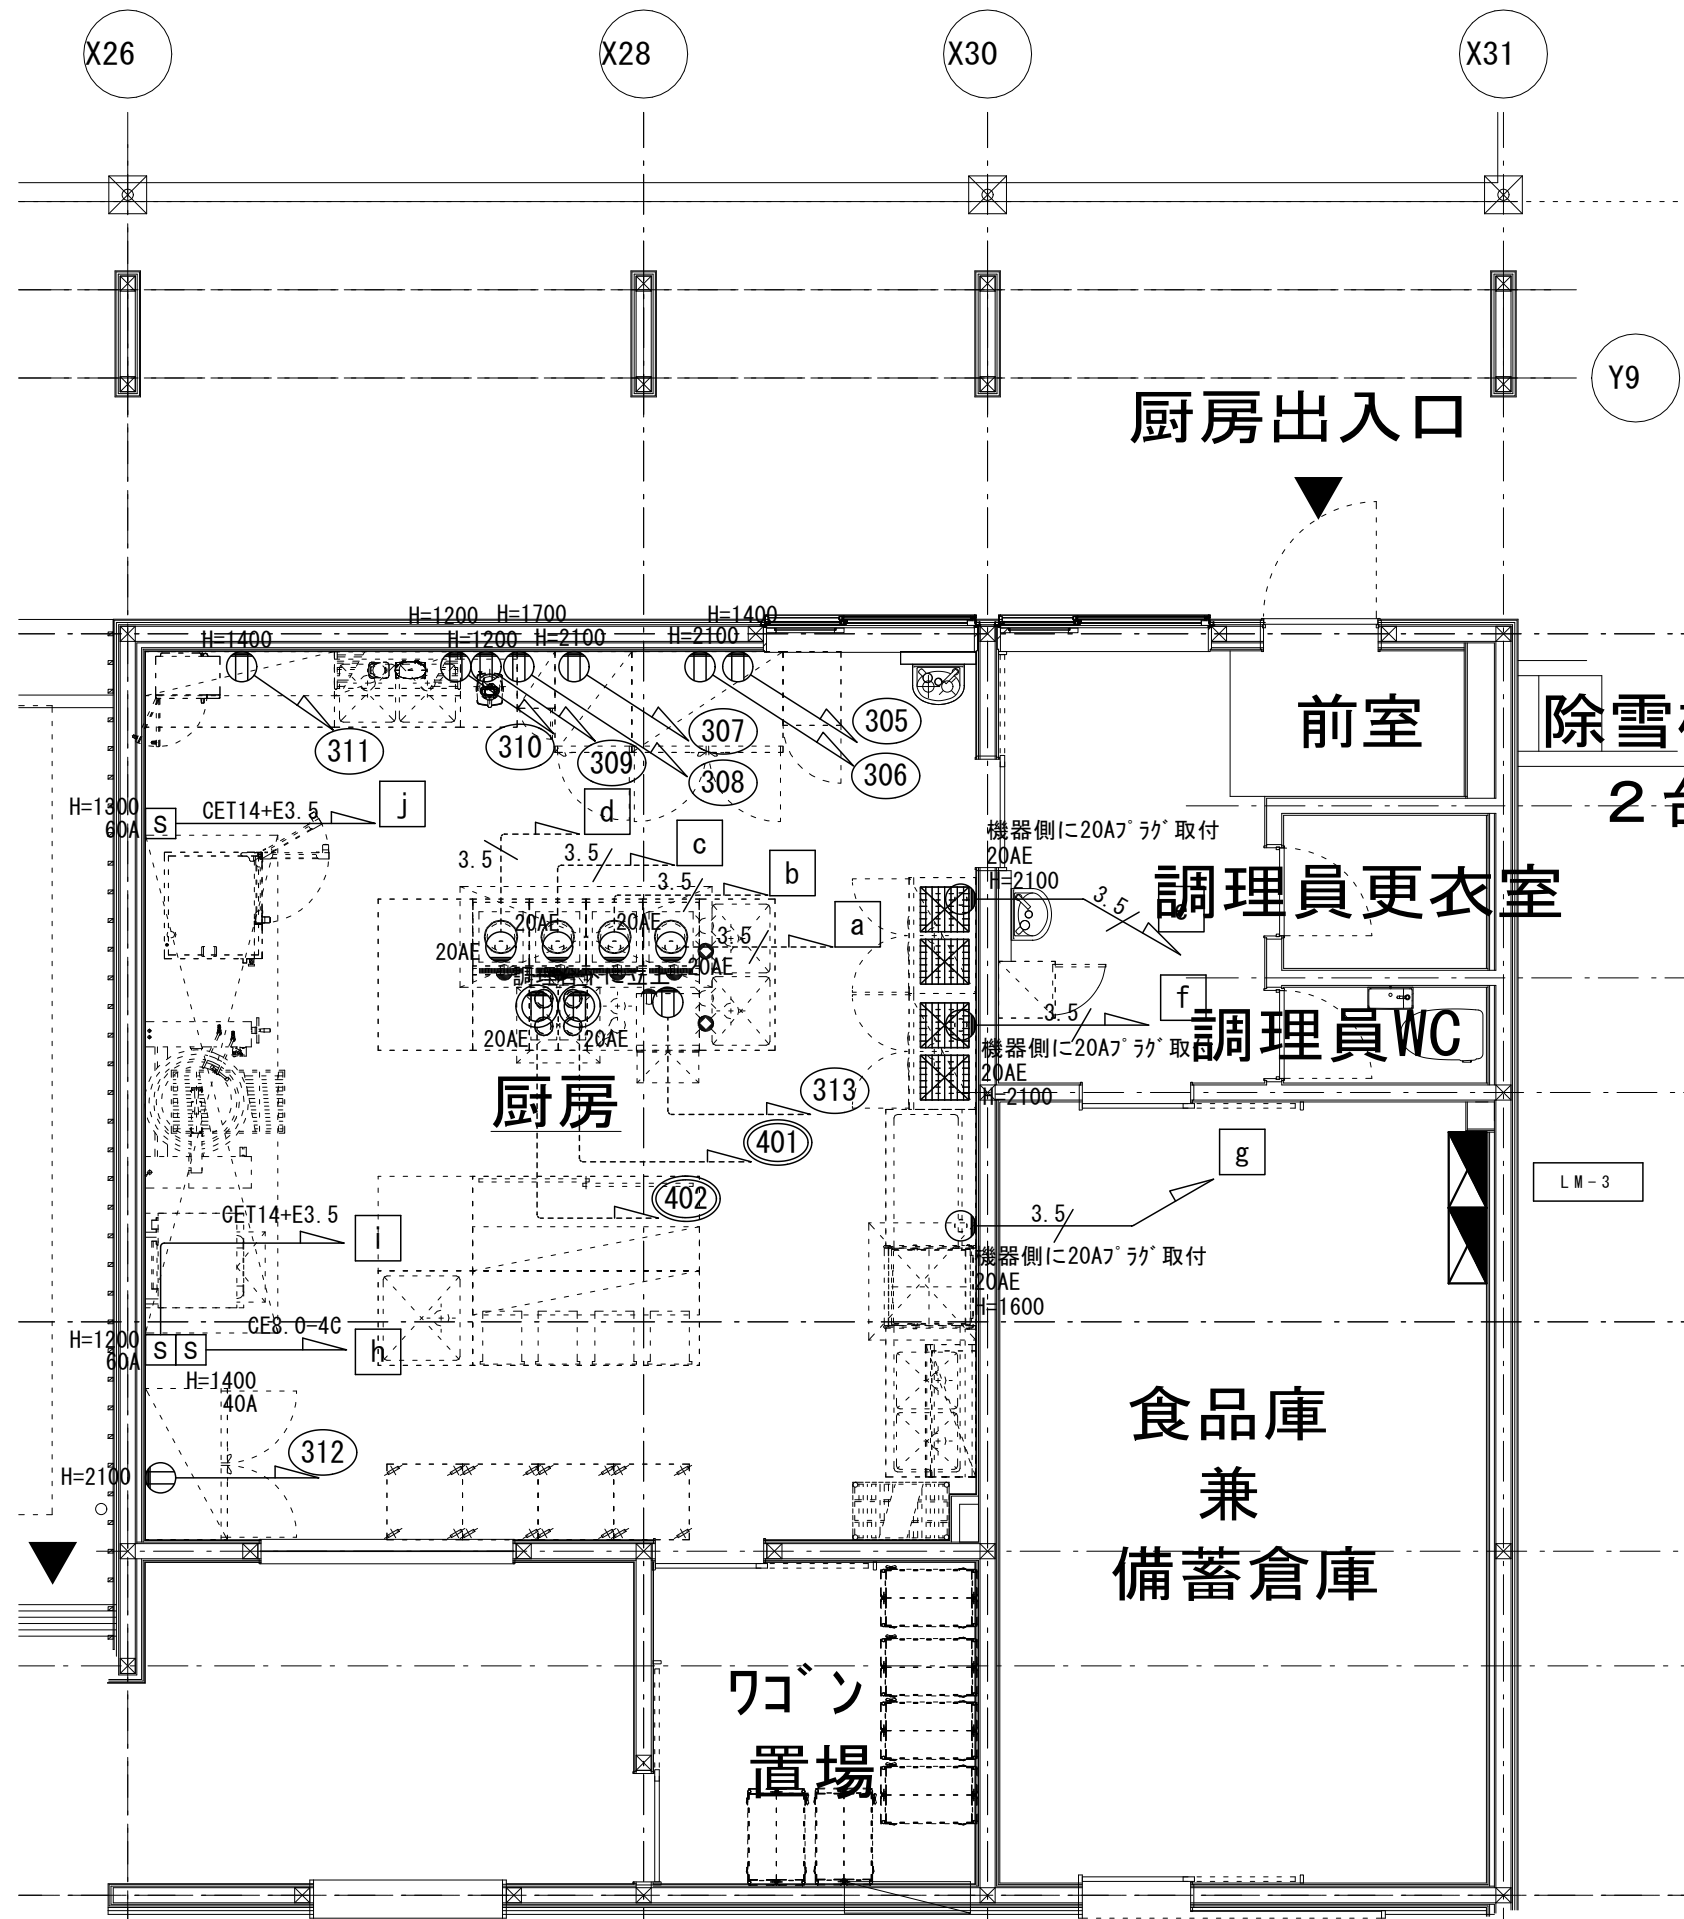 X26
X28
X30
X31
Y9
厨房出入口
H=1200
H=1700
H=1400
H=1400
H=1200
H=2100
H=2100
前室
除雪
305
307
310
311
309
308
306
２
H=1300
60A
S
CET14+E3.5
j
d
3.5
3.5
c
3.5
b
機器側に20Aﾌﾟﾗｸﾞ取付
20AE
H=2100
調理員更衣室
3.5
e
a
3.5
20AE
20AE
20AE
20AE
f
3.5
調理員WC
20AE
20AE
機器側に20Aﾌﾟﾗｸﾞ取付
20AE
H=2100
厨房
313
401
g
LM-3
402
CET14+E3.5
i
3.5
機器側に20Aﾌﾟﾗｸﾞ取付
20AE
H=1600
CE8.0-4C
H=1200
60A
S
S
h
H=1400
40A
食品庫
兼
備蓄倉庫
312
H=2100
ﾜｺﾞﾝ
置場